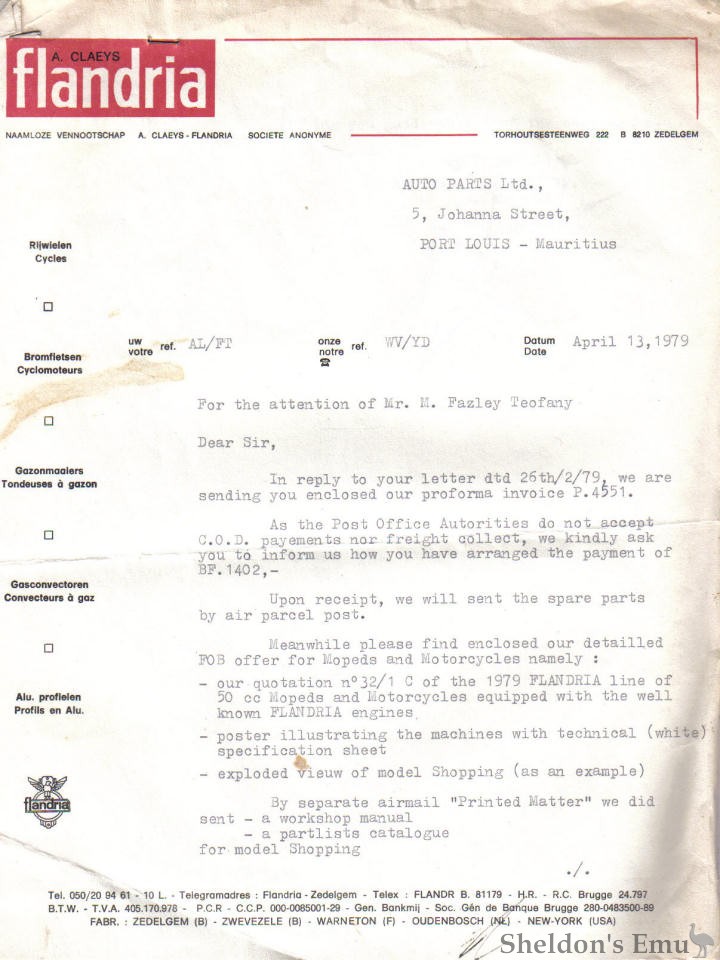 A. CLAEYS
flandria
NAAMLOZE VENNOOTSCHAP A. CLAEYS - FLANDRIA SOCIETE ANONYME TORHOUTSESTEENWEG 222 B 8210 ZEDELGEM
AUTO PARTS Ltd.,
5, Johanna Street,
PORT LOUIS - Mauritius
Rijwielen
Cycles
uw
votre ref. AL/FT
onze
notre ref. WV/YD
Datum
Date April 13,1979
Bromfietsen
Cyclomoteurs
For the attention of Mr. M. Fazley Teofany
Dear Sir,
Gazonmaaiers
Tondeuses à gazon
In reply to your letter dtd 26th/2/79, we are
sending you enclosed our proforma invoice P.4551.
As the Post Office Autorities do not accept
C.O.D. payements nor freight collect, we kindly ask
you to inform us how you have arranged the payment of
BF.1402,-
Gasconvectoren
Convecteurs à gaz
Upon receipt, we will sent the spare parts
by air parcel post.
Meanwhile please find enclosed our detailled
FOB offer for Mopeds and Motorcycles namely :
- our quotation n°32/1 C of the 1979 FLANDRIA line of
50 cc Mopeds and Motorcycles equipped with the well
known FLANDRIA engines.
Alu. profielen
Profils en Alu.
- poster illustrating the machines with technical (white)
specification sheet
- exploded vieuw of model Shopping (as an example)
flandria
By separate airmail "Printed Matter" we did
sent - a workshop manual
- a partlists catalogue
for model Shopping
./.
Tel. 050/20 94 61 - 10 L. - Telegramadres : Flandria - Zedelgem - Telex : FLANDR B. 81179 - H.R. - R.C. Brugge 24.797
B.T.W. - T.V.A. 405.170.978 - P.C.R - C.C.P. 000-0085001-29 - Gen. Bankmij - Soc. Gén de Banque Brugge 280-0483500-89
FABR. : ZEDELGEM (B) - ZWEVEZELE (B) - WARNETON (F) - OUDENBOSCH (NL) - NEW-YORK (USA)
Sheldon's Emu